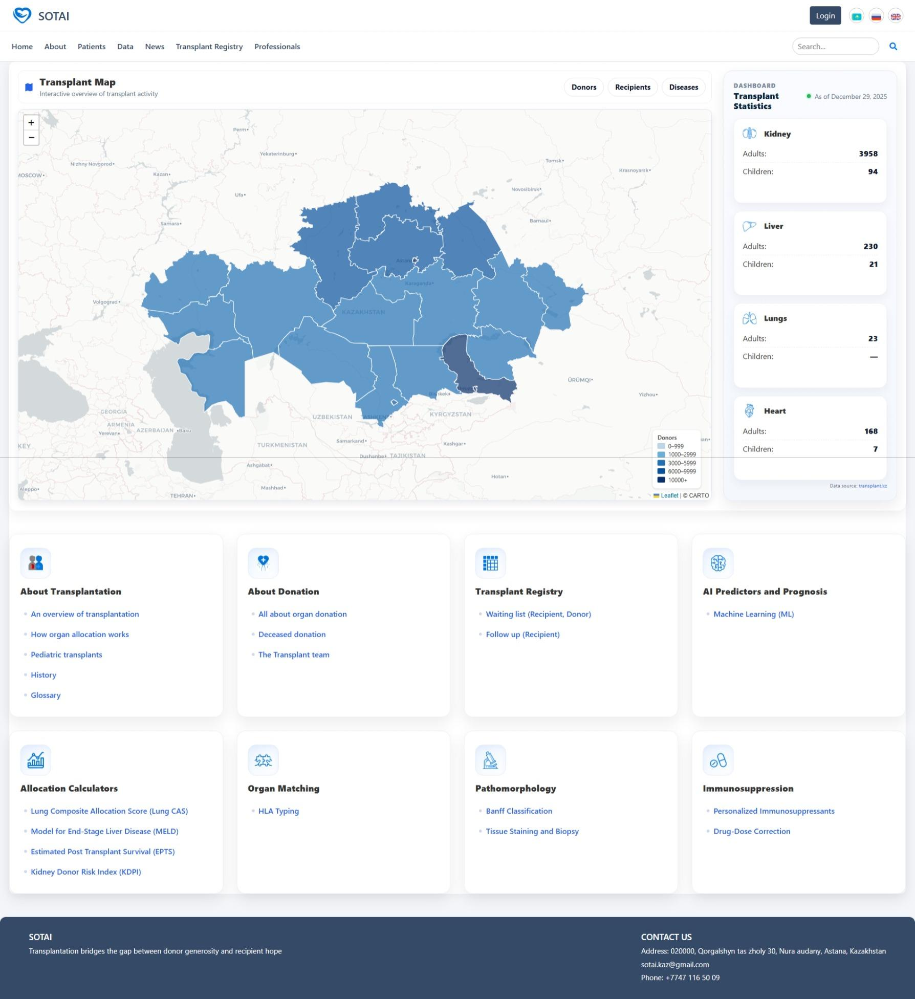 SOTAI
Login
Home About Patients Data News Transplant Registry Professionals
Search...
Transplant Map
Interactive overview of transplant activity
Donors Recipients Diseases
+
−
Perm
Yekaterinburg
Nizhny Novgorod
MOSCOW
Kazan
Ufa
Samara
Tomsk
Krasnoyarsk
Novosibirsk
Barnaul
Astana
Karaganda
Volgograd
KAZAKHSTAN
ÜRÜMQI
Yizhou
Almaty
Bishkek
GEORGIA
ARMENIA
Yerevan
AZERBAIJAN
Baku
UZBEKISTAN
TASHKENT
KYRGYZSTAN
KEY
TURKMENISTAN
Samarkand
Kashgar
Dushanbe
TAJIKISTAN
Ashgabat
Hotan
Mashhad
Aleppo
TEHRAN
Donors
0–999
1000–2999
3000–5999
6000–9999
10000+
Leaflet | © CARTO
DASHBOARD
Transplant
Statistics
As of December 29, 2025
Kidney
Adults: 3958
Children: 94
Liver
Adults: 230
Children: 21
Lungs
Adults: 23
Children: —
Heart
Adults: 168
Children: 7
Data source: transplant.kz
About Transplantation
An overview of transplantation
How organ allocation works
Pediatric transplants
History
Glossary
About Donation
All about organ donation
Deceased donation
The Transplant team
Transplant Registry
Waiting list (Recipient, Donor)
Follow up (Recipient)
AI Predictors and Prognosis
Machine Learning (ML)
Allocation Calculators
Lung Composite Allocation Score (Lung CAS)
Model for End-Stage Liver Disease (MELD)
Estimated Post Transplant Survival (EPTS)
Kidney Donor Risk Index (KDPI)
Organ Matching
HLA Typing
Pathomorphology
Banff Classification
Tissue Staining and Biopsy
Immunosuppression
Personalized Immunosuppressants
Drug-Dose Correction
SOTAI
Transplantation bridges the gap between donor generosity and recipient hope
CONTACT US
Address: 020000, Qorgalshyn tas zholy 30, Nura audany, Astana, Kazakhstan
sotai.kaz@gmail.com
Phone: +7747 116 50 09